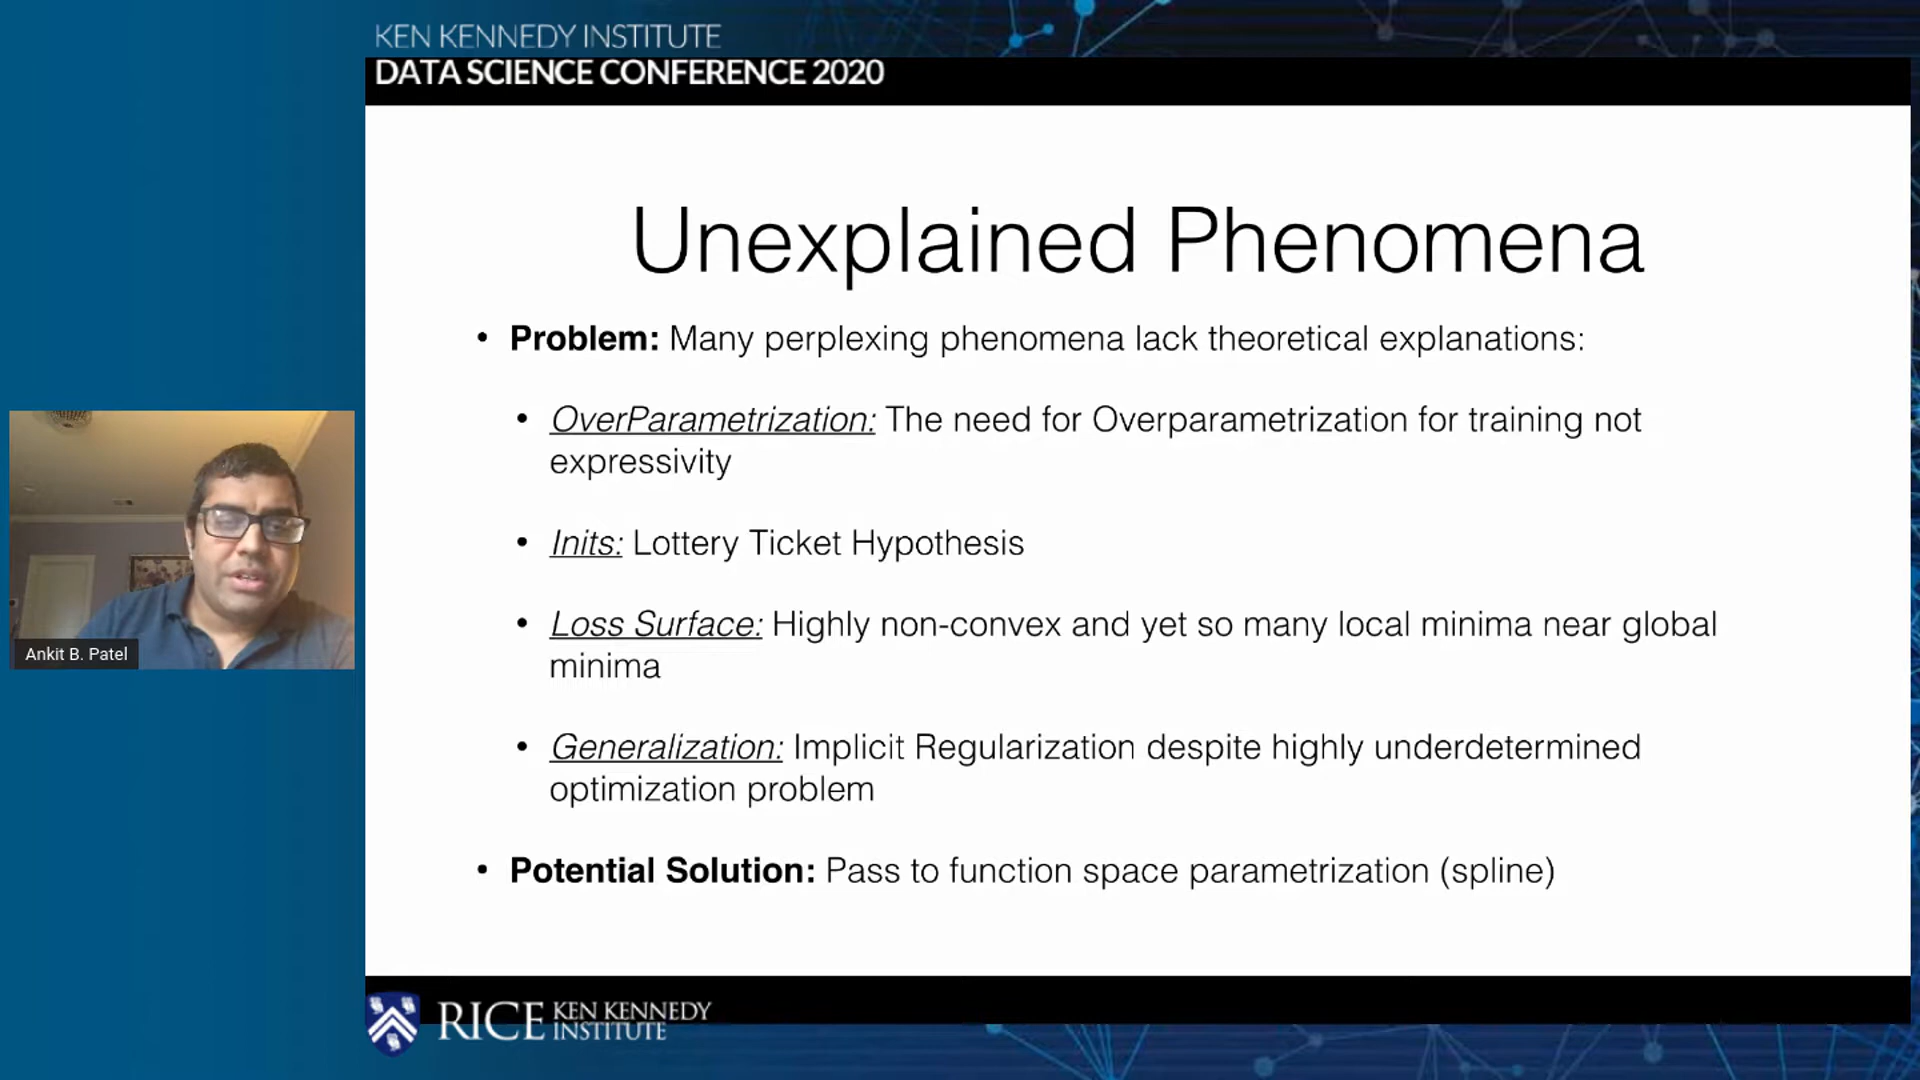 KEN KENNEDY INSTITUTE
DATA SCIENCE CONFERENCE 2020
Unexplained Phenomena
• Problem: Many perplexing phenomena lack theoretical explanations:
• OverParametrization: The need for Overparametrization for training not
expressivity
• Inits: Lottery Ticket Hypothesis
• Loss Surface: Highly non-convex and yet so many local minima near global
minima
• Generalization: Implicit Regularization despite highly underdetermined
optimization problem
• Potential Solution: Pass to function space parametrization (spline)
Ankit B. Patel
RICE KEN KENNEDY
INSTITUTE